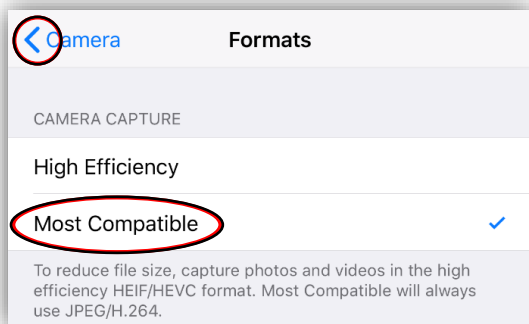 Camera Formats
CAMERA CAPTURE
High Efficiency
Most Compatible
To reduce file size, capture photos and videos in the high
efficiency HEIF/HEVC format. Most Compatible will always
use JPEG/H.264.